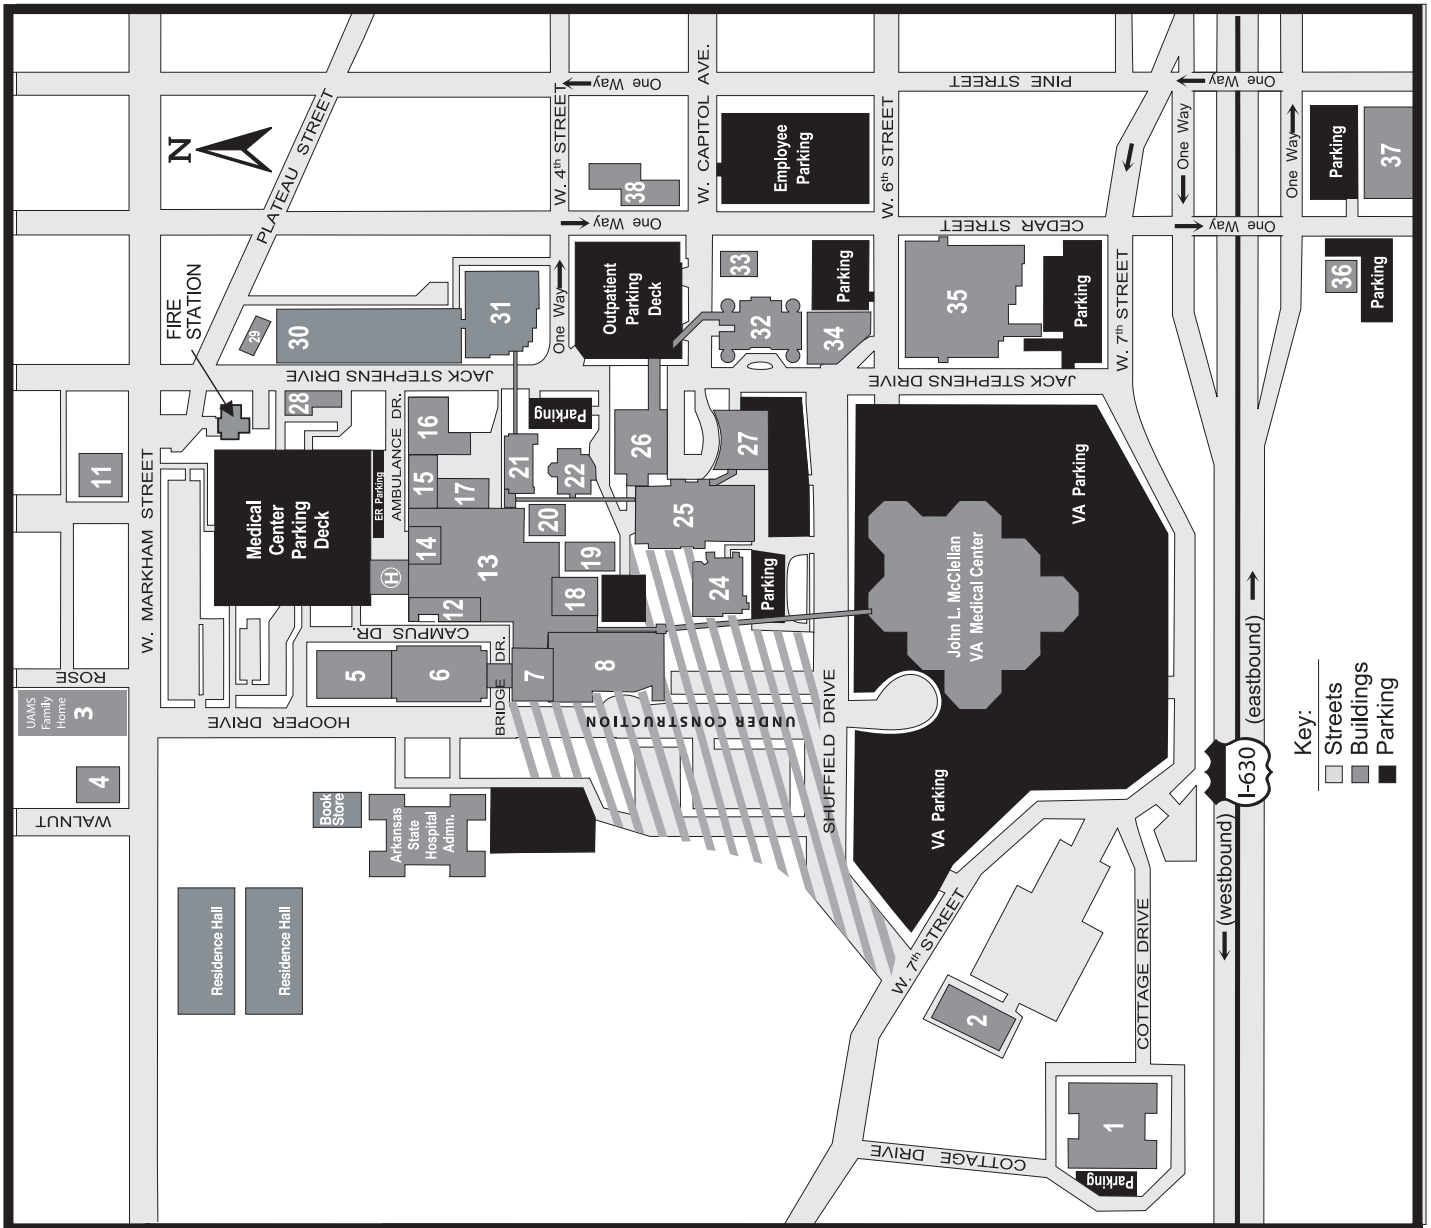 PINE STREET
One Way
One Way
PLATEAU STREET
W. 4th STREET
W. CAPITOL AVE.
W. 6th STREET
One Way
One Way
N
Employee
Parking
38
Parking
37
CEDAR STREET
One Way
One Way
FIRE
STATION
29
30
31
One Way
Outpatient
Parking
Deck
33
32
Parking
34
35
Parking
W. 7th STREET
36
Parking
JACK STEPHENS DRIVE
JACK STEPHENS DRIVE
28
AMBULANCE DR.
16
Parking
11
W. MARKHAM STREET
Medical
Center
Parking
Deck
ER Parking
15
17
21
22
26
27
14
13
20
19
25
H
12
18
24
Parking
VA Parking
John L. McClellan
VA Medical Center
CAMPUS DR.
5
6
BRIDGE DR.
7
8
ROSE
UAMS
Family
Home
3
HOOPER DRIVE
UNDER CONSTRUCTION
SHUFFIELD DRIVE
4
WALNUT
Book
Store
Arkansas
State
Hospital
Admn.
VA Parking
Residence Hall
Residence Hall
W. 7th STREET
2
COTTAGE DRIVE
COTTAGE DRIVE
1
Parking
(eastbound)
I-630
(westbound)
Key:
Streets
Buildings
Parking